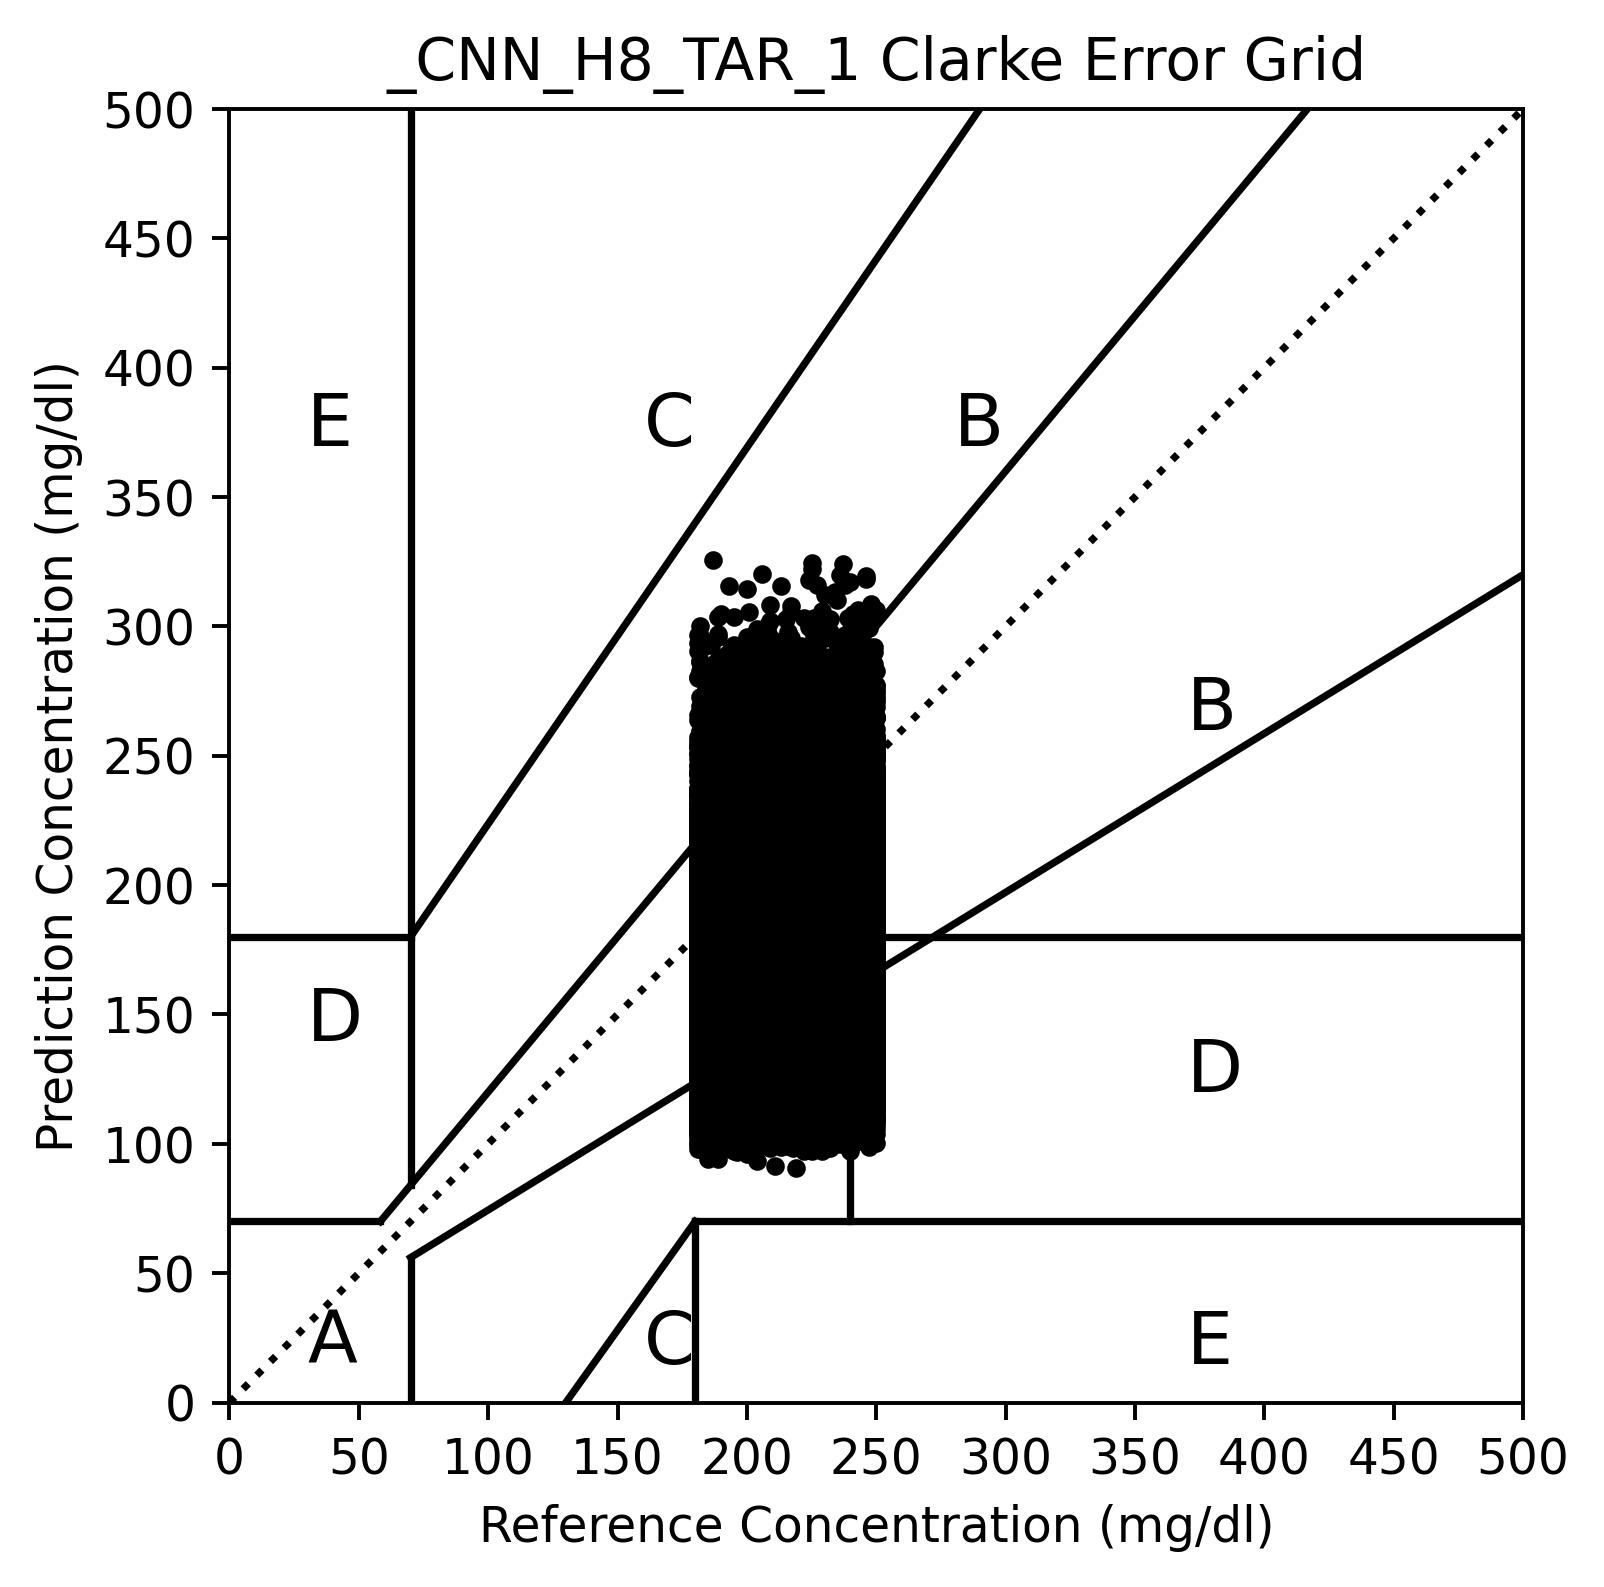 _CNN_H8_TAR_1 Clarke Error Grid
500
450
400
350
300
250
200
150
100
50
0
Prediction Concentration (mg/dl)
E
C
B
B
D
D
A
C
E
0 50 100 150 200 250 300 350 400 450 500
Reference Concentration (mg/dl)